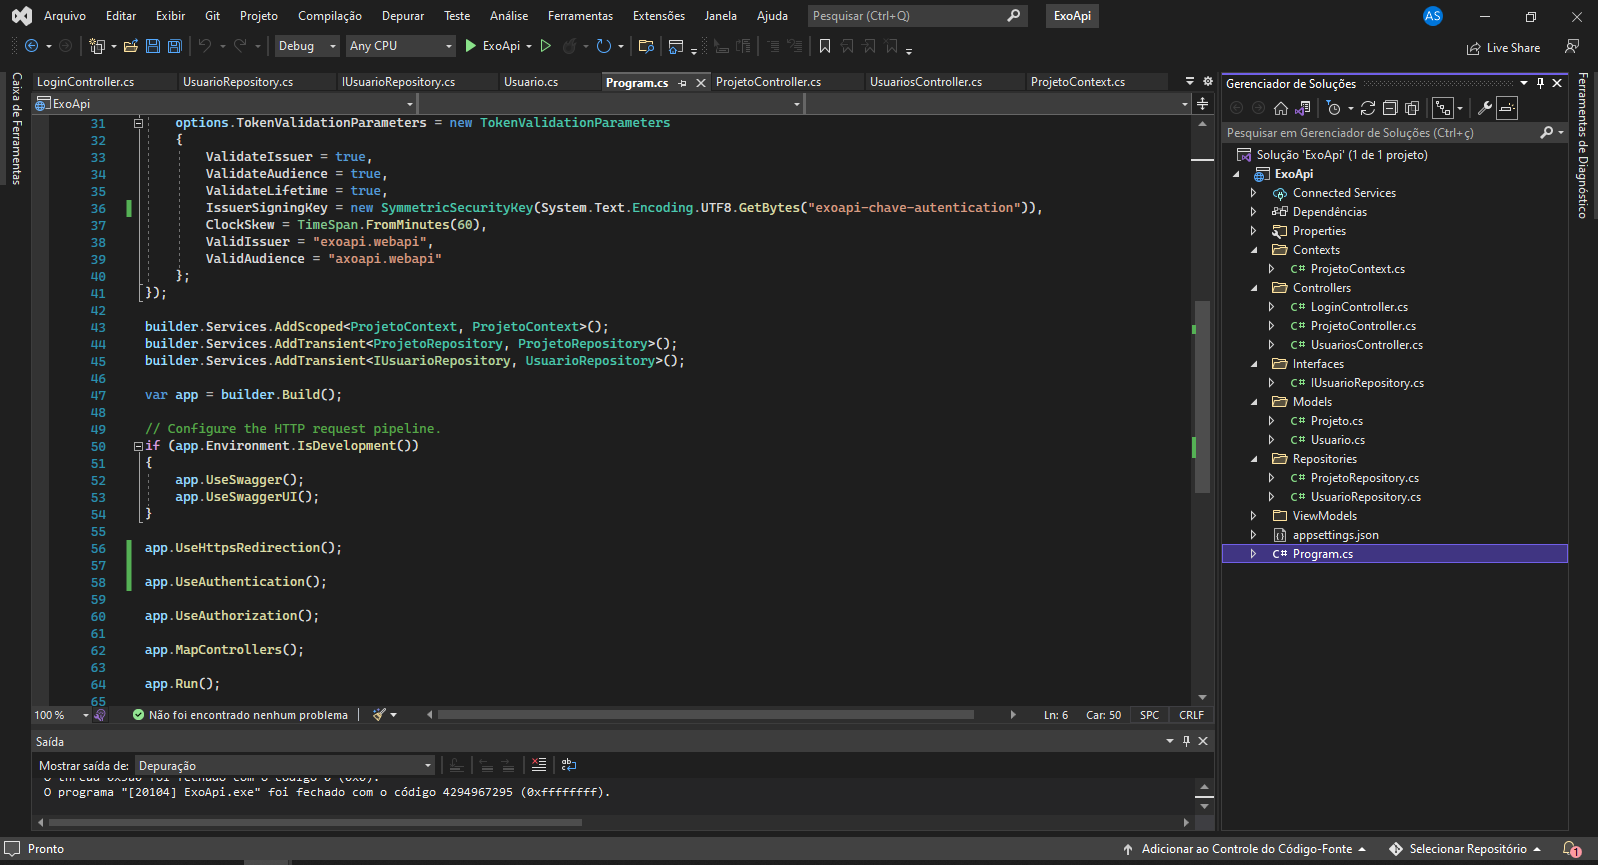 Arquivo Editar Exibir Git Projeto Compilação Depurar Teste Análise Ferramentas Extensões Janela Ajuda Pesquisar (Ctrl+Q) ExoApi AS
Debug Any CPU ExoApi Live Share
Caixa de Ferramentas
LoginController.cs UsuarioRepository.cs IUsuarioRepository.cs Usuario.cs Program.cs ProjetoController.cs UsuariosController.cs ProjetoContext.cs
ExoApi
31 options.TokenValidationParameters = new TokenValidationParameters
32 {
33 ValidateIssuer = true,
34 ValidateAudience = true,
35 ValidateLifetime = true,
36 IssuerSigningKey = new SymmetricSecurityKey(System.Text.Encoding.UTF8.GetBytes("exoapi-chave-autentication")),
37 ClockSkew = TimeSpan.FromMinutes(60),
38 ValidIssuer = "exoapi.webapi",
39 ValidAudience = "axoapi.webapi"
40 };
41 });
42
43 builder.Services.AddScoped<ProjetoContext, ProjetoContext>();
44 builder.Services.AddTransient<ProjetoRepository, ProjetoRepository>();
45 builder.Services.AddTransient<IUsuarioRepository, UsuarioRepository>();
46
47 var app = builder.Build();
48
49 // Configure the HTTP request pipeline.
50 if (app.Environment.IsDevelopment())
51 {
52 app.UseSwagger();
53 app.UseSwaggerUI();
54 }
55
56 app.UseHttpsRedirection();
57
58 app.UseAuthentication();
59
60 app.UseAuthorization();
61
62 app.MapControllers();
63
64 app.Run();
65
100 % Não foi encontrado nenhum problema Ln: 6 Car: 50 SPC CRLF
Saída
Mostrar saída de: Depuração
O thread 0x5a0 foi fechado com o código 0 (0x0).
O programa "[20104] ExoApi.exe" foi fechado com o código 4294967295 (0xffffffff).
Gerenciador de Soluções
Pesquisar em Gerenciador de Soluções (Ctrl+ç)
Solução 'ExoApi' (1 de 1 projeto)
ExoApi
Connected Services
Dependências
Properties
Contexts
C# ProjetoContext.cs
Controllers
C# LoginController.cs
C# ProjetoController.cs
C# UsuariosController.cs
Interfaces
C# IUsuarioRepository.cs
Models
C# Projeto.cs
C# Usuario.cs
Repositories
C# ProjetoRepository.cs
C# UsuarioRepository.cs
ViewModels
appsettings.json
C# Program.cs
Ferramentas de Diagnóstico
Pronto Adicionar ao Controle do Código-Fonte Selecionar Repositório 1